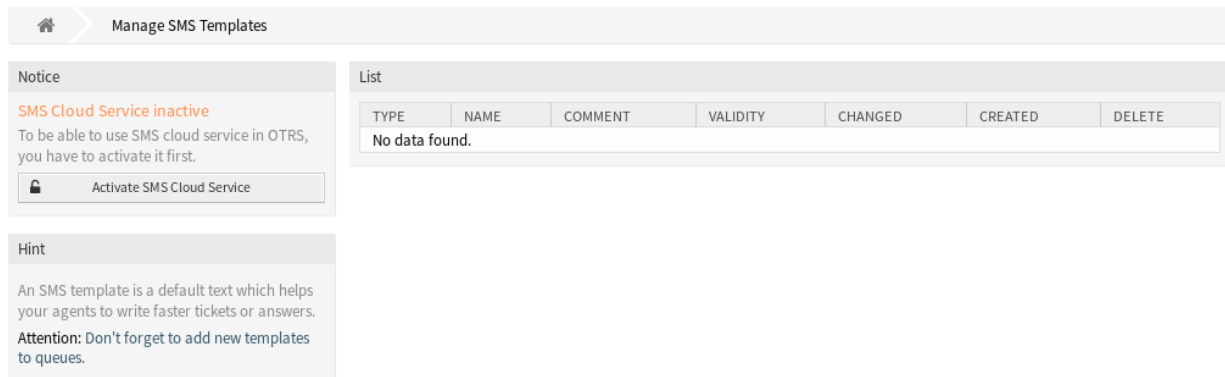 Manage SMS Templates
Notice
SMS Cloud Service inactive
To be able to use SMS cloud service in OTRS,
you have to activate it first.
Activate SMS Cloud Service
Hint
An SMS template is a default text which helps
your agents to write faster tickets or answers.
Attention: Don't forget to add new templates
to queues.
List
TYPE NAME COMMENT VALIDITY CHANGED CREATED DELETE
No data found.